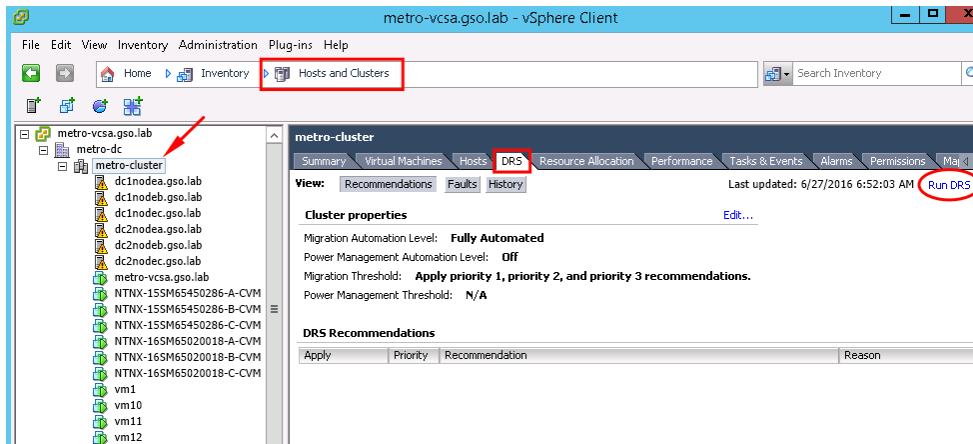 metro-vcsa.gso.lab - vSphere Client
File Edit View Inventory Administration Plug-ins Help
Home Inventory Hosts and Clusters Search Inventory
metro-vcsa.gso.lab
metro-dc
metro-cluster
dc1nodea.gso.lab
dc1nodeb.gso.lab
dc1nodec.gso.lab
dc2nodea.gso.lab
dc2nodeb.gso.lab
dc2nodec.gso.lab
metro-vcsa.gso.lab
NTNX-15SM65450286-A-CVM
NTNX-15SM65450286-B-CVM
NTNX-15SM65450286-C-CVM
NTNX-16SM65020018-A-CVM
NTNX-16SM65020018-B-CVM
NTNX-16SM65020018-C-CVM
vm1
vm10
vm11
vm12
metro-cluster
Summary Virtual Machines Hosts DRS Resource Allocation Performance Tasks & Events Alarms Permissions
View: Recommendations Faults History Last updated: 6/27/2016 6:52:03 AM Run DRS
Cluster properties Edit...
Migration Automation Level: Fully Automated
Power Management Automation Level: Off
Migration Threshold: Apply priority 1, priority 2, and priority 3 recommendations.
Power Management Threshold: N/A
DRS Recommendations
Apply Priority Recommendation Reason